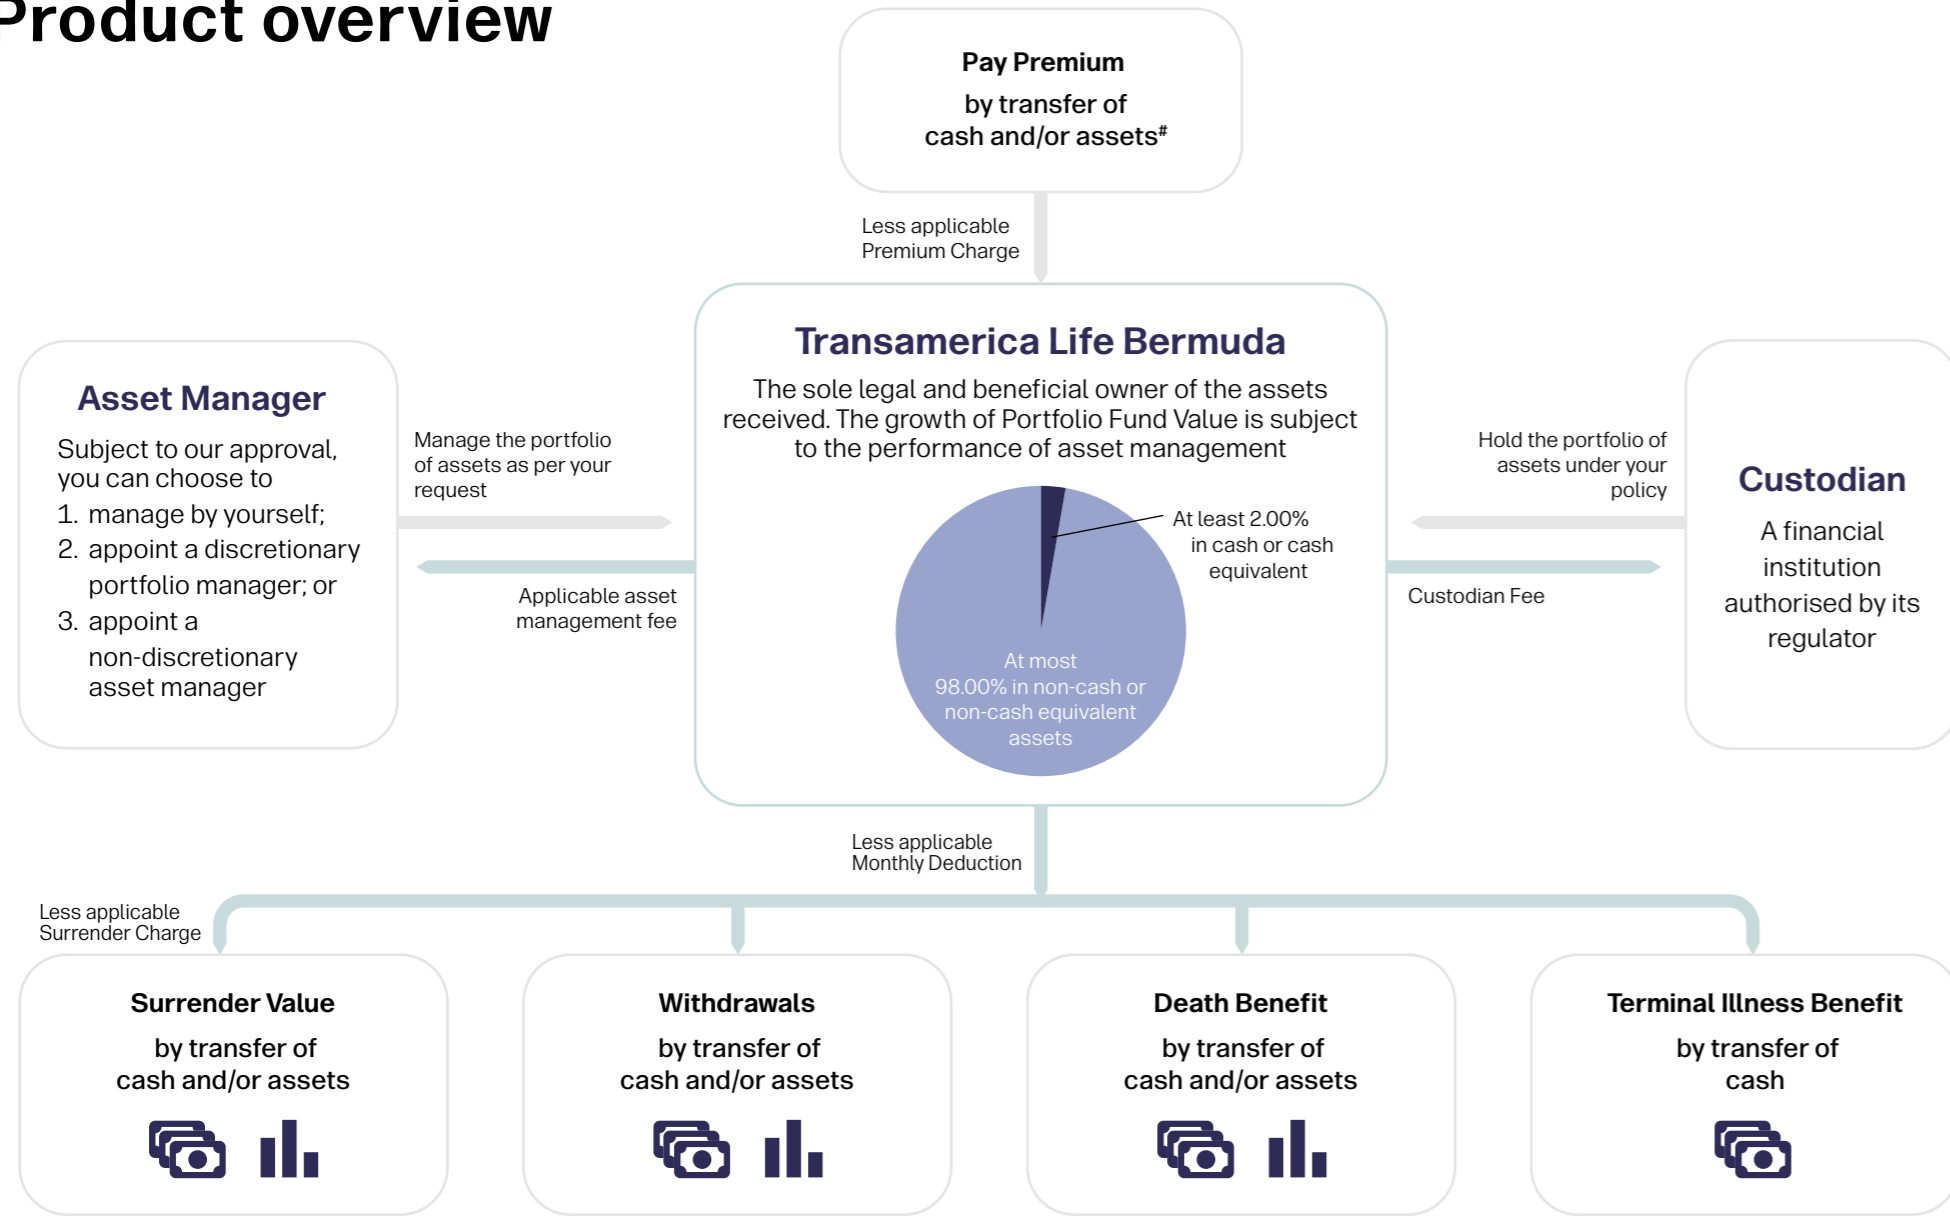 Product overview
Pay Premium
by transfer of
cash and/or assets#
Less applicable
Premium Charge
Transamerica Life Bermuda
The sole legal and beneficial owner of the assets
received. The growth of Portfolio Fund Value is subject
to the performance of asset management
At least 2.00%
in cash or cash
equivalent
At most
98.00% in non-cash or
non-cash equivalent
assets
Asset Manager
Subject to our approval,
you can choose to
1. manage by yourself;
2. appoint a discretionary
portfolio manager; or
3. appoint a
non-discretionary
asset manager
Manage the portfolio
of assets as per your
request
Applicable asset
management fee
Hold the portfolio of
assets under your
policy
Custodian Fee
Custodian
A financial
institution
authorised by its
regulator
Less applicable
Monthly Deduction
Less applicable
Surrender Charge
Surrender Value
by transfer of
cash and/or assets
Withdrawals
by transfer of
cash and/or assets
Death Benefit
by transfer of
cash and/or assets
Terminal Illness Benefit
by transfer of
cash